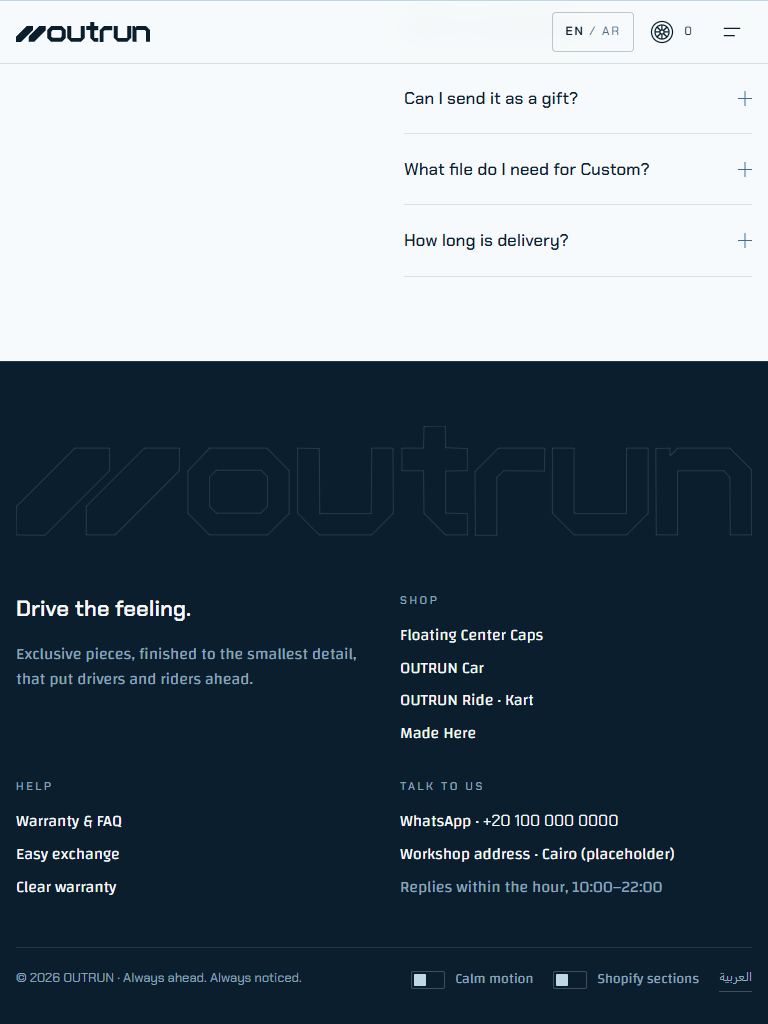 outrun
EN / AR
0
Can I send it as a gift?
What file do I need for Custom?
How long is delivery?
outrun
Drive the feeling.
Exclusive pieces, finished to the smallest detail,
that put drivers and riders ahead.
SHOP
Floating Center Caps
OUTRUN Car
OUTRUN Ride · Kart
Made Here
HELP
Warranty & FAQ
Easy exchange
Clear warranty
TALK TO US
WhatsApp · +20 100 000 0000
Workshop address · Cairo (placeholder)
Replies within the hour, 10:00–22:00
© 2026 OUTRUN · Always ahead. Always noticed.
Calm motion
Shopify sections
العربية